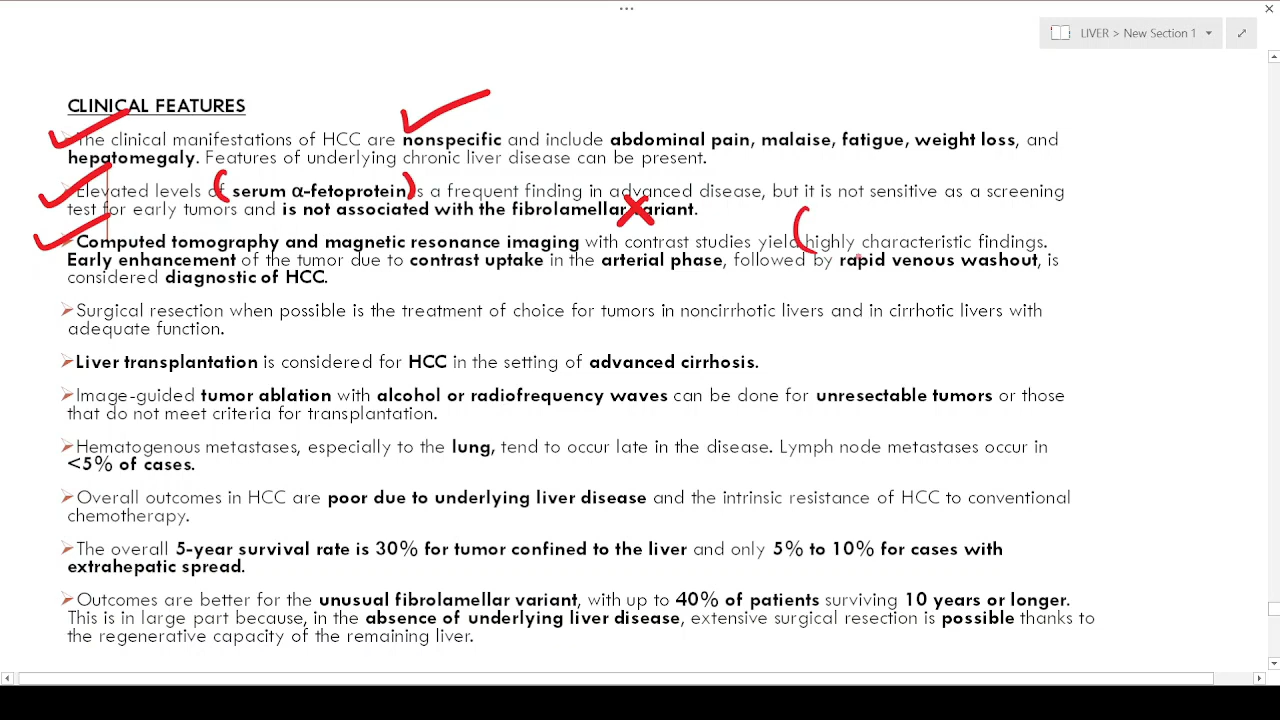 LIVER > New Section 1
CLINICAL FEATURES
The clinical manifestations of HCC are nonspecific and include abdominal pain, malaise, fatigue, weight loss, and
hepatomegaly. Features of underlying chronic liver disease can be present.
Elevated levels of serum α-fetoprotein is a frequent finding in advanced disease, but it is not sensitive as a screening
test for early tumors and is not associated with the fibrolamellar variant.
Computed tomography and magnetic resonance imaging with contrast studies yield highly characteristic findings.
Early enhancement of the tumor due to contrast uptake in the arterial phase, followed by rapid venous washout, is
considered diagnostic of HCC.
Surgical resection when possible is the treatment of choice for tumors in noncirrhotic livers and in cirrhotic livers with
adequate function.
Liver transplantation is considered for HCC in the setting of advanced cirrhosis.
Image-guided tumor ablation with alcohol or radiofrequency waves can be done for unresectable tumors or those
that do not meet criteria for transplantation.
Hematogenous metastases, especially to the lung, tend to occur late in the disease. Lymph node metastases occur in
<5% of cases.
Overall outcomes in HCC are poor due to underlying liver disease and the intrinsic resistance of HCC to conventional
chemotherapy.
The overall 5-year survival rate is 30% for tumor confined to the liver and only 5% to 10% for cases with
extrahepatic spread.
Outcomes are better for the unusual fibrolamellar variant, with up to 40% of patients surviving 10 years or longer.
This is in large part because, in the absence of underlying liver disease, extensive surgical resection is possible thanks to
the regenerative capacity of the remaining liver.